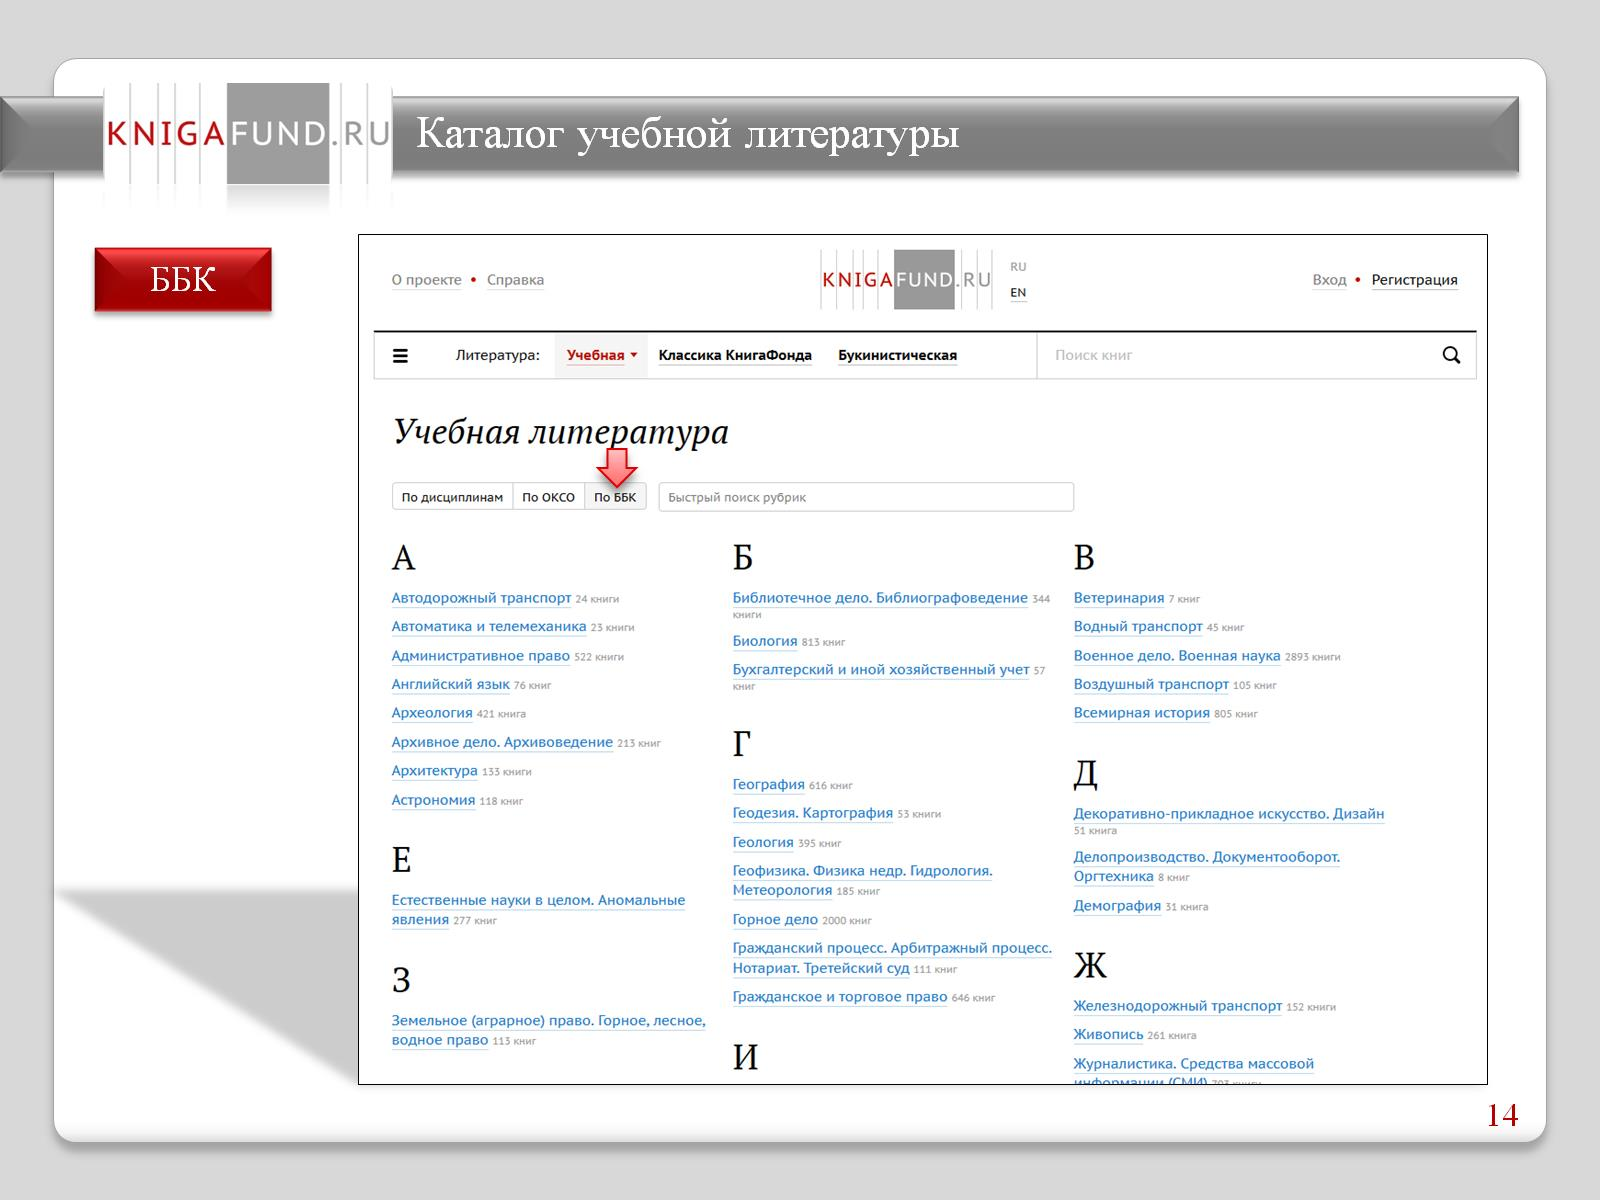 KNIGAFUND.RU
Каталог учебной литературы
ББК
О проекте • Справка
KNIGAFUND.RU
RU
EN
Вход • Регистрация
Литература: Учебная Классика КнигаФонда Букинистическая
Поиск книг
Учебная литература
По дисциплинам По ОКСО По ББК
Быстрый поиск рубрик
А
Автодорожный транспорт 24 книги
Автоматика и телемеханика 23 книги
Административное право 522 книги
Английский язык 76 книг
Археология 421 книга
Архивное дело. Архивоведение 213 книг
Архитектура 133 книги
Астрономия 118 книг
Е
Естественные науки в целом. Аномальные
явления 277 книг
З
Земельное (аграрное) право. Горное, лесное,
водное право 113 книг
Б
Библиотечное дело. Библиографоведение 344
книги
Биология 813 книг
Бухгалтерский и иной хозяйственный учет 57
книг
Г
География 616 книг
Геодезия. Картография 53 книги
Геология 395 книг
Геофизика. Физика недр. Гидрология.
Метеорология 185 книг
Горное дело 2000 книг
Гражданский процесс. Арбитражный процесс.
Нотариат. Третейский суд 111 книг
Гражданское и торговое право 646 книг
И
В
Ветеринария 7 книг
Водный транспорт 45 книг
Военное дело. Военная наука 2893 книги
Воздушный транспорт 105 книг
Всемирная история 805 книг
Д
Декоративно-прикладное искусство. Дизайн
51 книга
Делопроизводство. Документооборот.
Оргтехника 8 книг
Демография 31 книга
Ж
Железнодорожный транспорт 152 книги
Живопись 261 книга
Журналистика. Средства массовой
информации (СМИ) 703 книги
14